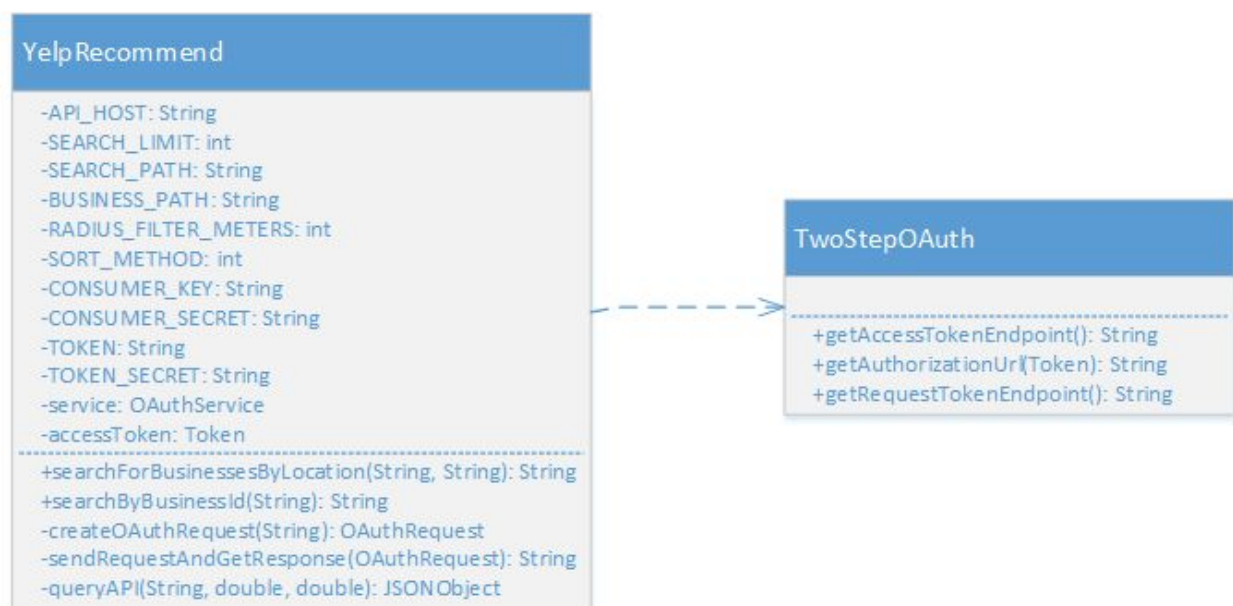 YelpRecommend
-API_HOST: String
-SEARCH_LIMIT: int
-SEARCH_PATH: String
-BUSINESS_PATH: String
-RADIUS_FILTER_METERS: int
-SORT_METHOD: int
-CONSUMER_KEY: String
-CONSUMER_SECRET: String
-TOKEN: String
-TOKEN_SECRET: String
-service: OAuthService
-accessToken: Token
+searchForBusinessesByLocation(String, String): String
+searchByBusinessId(String): String
-createOAuthRequest(String): OAuthRequest
-sendRequestAndGetResponse(OAuthRequest): String
-queryAPI(String, double, double): JSONObject
TwoStepOAuth
+getAccessTokenEndpoint(): String
+getAuthorizationUrl(Token): String
+getRequestTokenEndpoint(): String